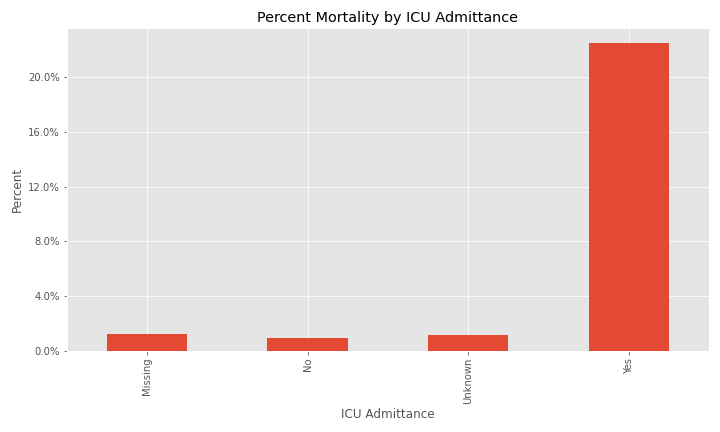 Percent Mortality by ICU Admittance
Percent
20.0%
16.0%
12.0%
8.0%
4.0%
0.0%
Missing
No
Unknown
Yes
ICU Admittance